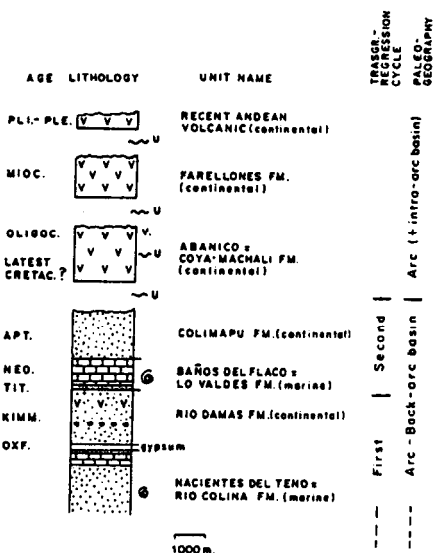 AGE LITHOLOGY UNIT NAME
TRASGR.-
REGRESSION
CYCLE
PALEO-
GEOGRAPHY
PLI.- PLE.
V V V
RECENT ANDEAN
VOLCANIC (continental)
U
MIOC.
V V V
V V
V V V
FARELLONES FM.
(continental)
U
OLIGOC.
LATEST
CRETAC.?
V V V V.
V V
V V V
U
ABANICO =
COYA-MACHALI FM.
(continental)
U
Arc (+ intra-arc basin)
APT.
COLIMAPU FM.(continental)
NEO.
TIT.
BAÑOS DEL FLACO =
LO VALDES FM. (marine)
Second
KIMM.
V V V
RIO DAMAS FM.(continental)
OXF.
gypsum
NACIENTES DEL TENO =
RIO COLINA FM. (marine)
First
Arc - Back-arc basin
1000 m.